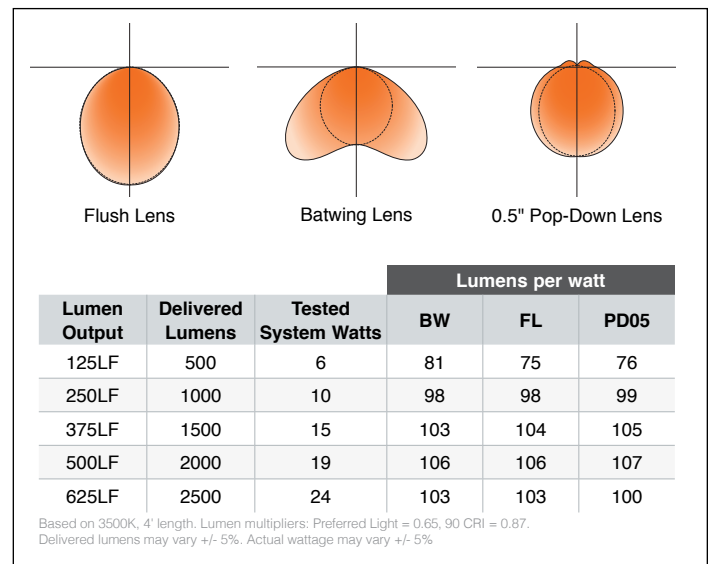 Flush Lens
Batwing Lens
0.5" Pop-Down Lens
Lumens per watt
Lumen Output
Delivered Lumens
Tested System Watts
BW
FL
PD05
125LF 500 6 81 75 76
250LF 1000 10 98 98 99
375LF 1500 15 103 104 105
500LF 2000 19 106 106 107
625LF 2500 24 103 103 100
Based on 3500K, 4' length. Lumen multipliers: Preferred Light = 0.65, 90 CRI = 0.87.
Delivered lumens may vary +/- 5%. Actual wattage may vary +/- 5%